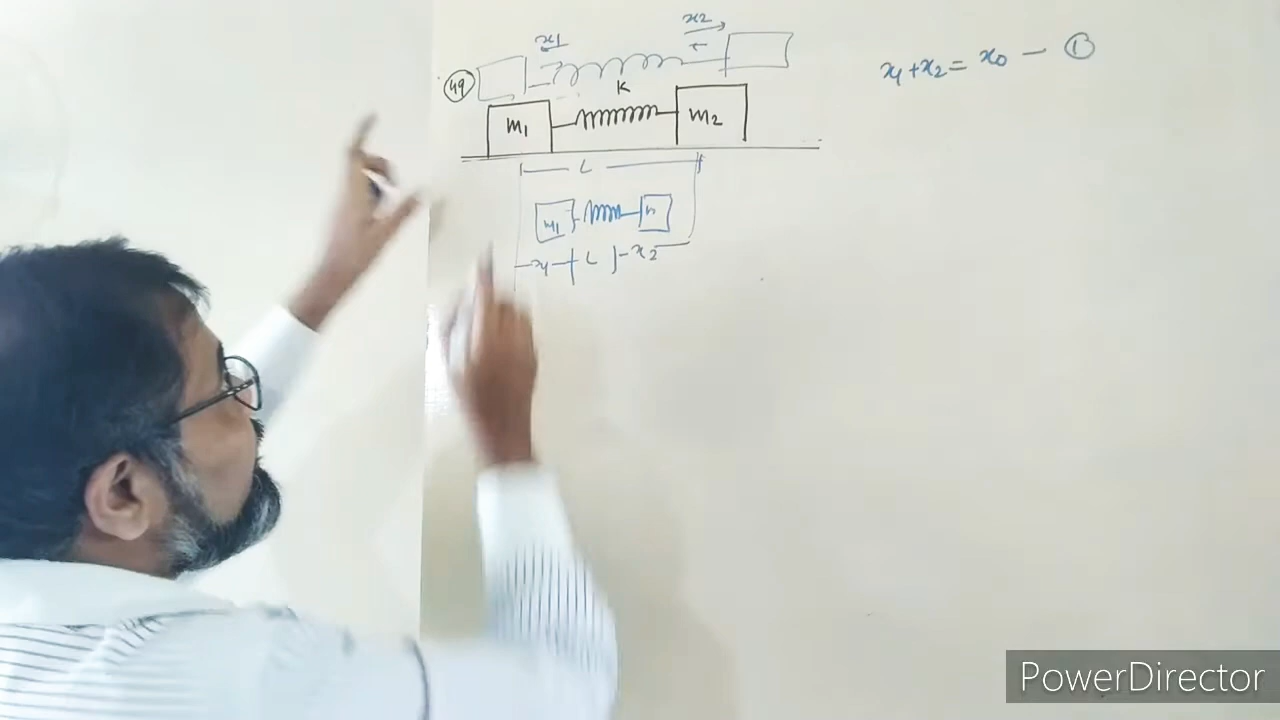 x1
x2
x1 + x2 = x0 — ①
49
K
m1
m2
L
M1
x1
L
x2
PowerDirector